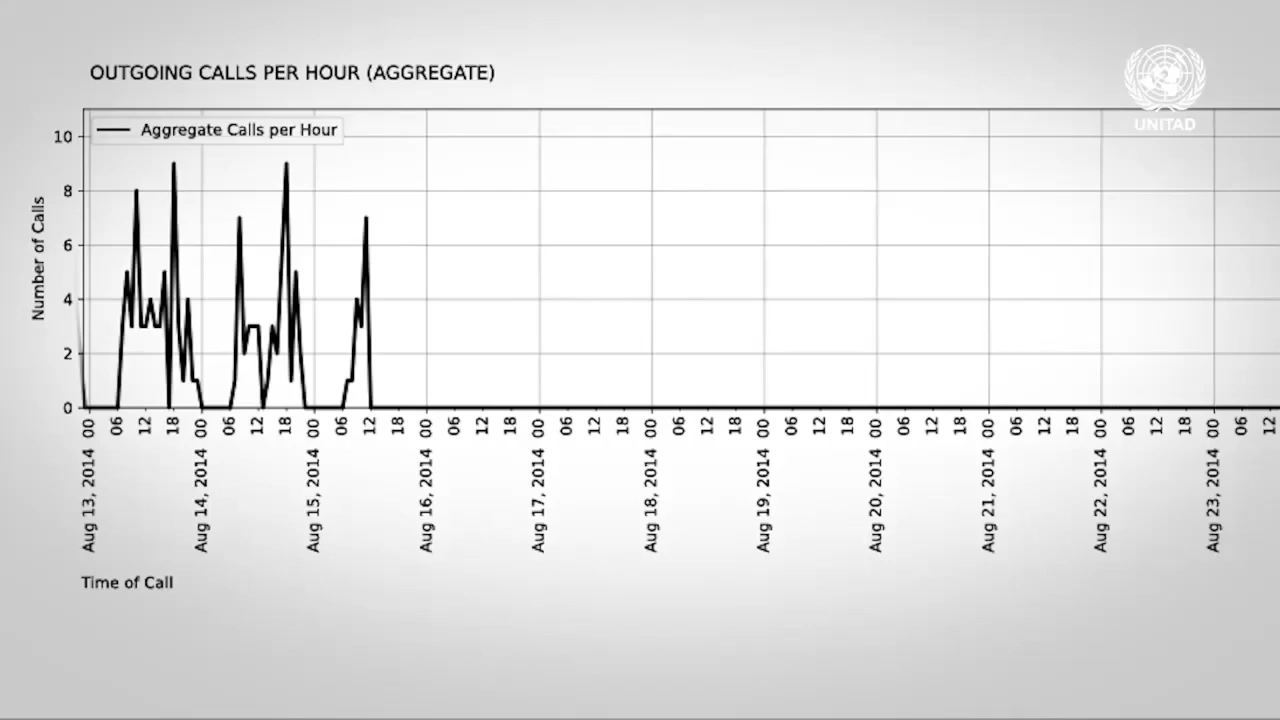 OUTGOING CALLS PER HOUR (AGGREGATE)
UNITAD
Aggregate Calls per Hour
Number of Calls
10
8
6
4
2
0
00 06 12 18 00 06 12 18 00 06 12 18 00 06 12 18 00 06 12 18 00 06 12 18 00 06 12 18 00 06 12 18 00 06 12 18 00 06 12 18 00 06 12
Aug 13, 2014 Aug 14, 2014 Aug 15, 2014 Aug 16, 2014 Aug 17, 2014 Aug 18, 2014 Aug 19, 2014 Aug 20, 2014 Aug 21, 2014 Aug 22, 2014 Aug 23, 2014
Time of Call